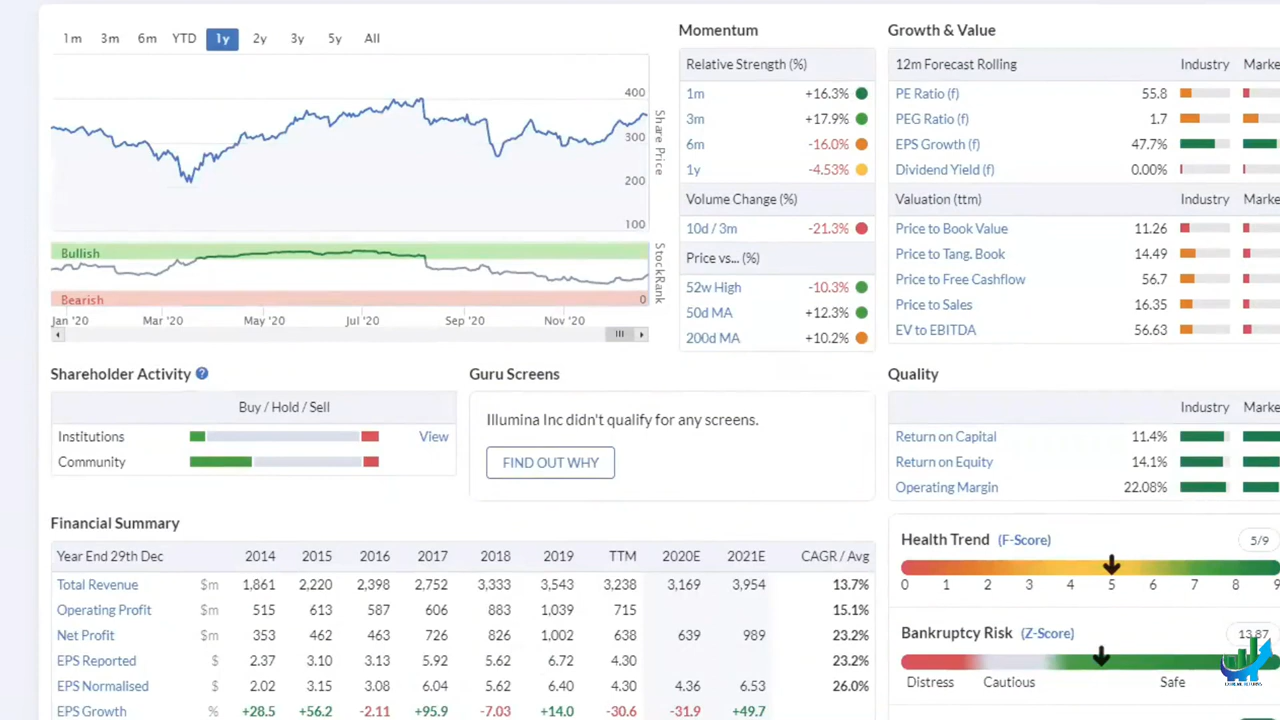 1m 3m 6m YTD 1y 2y 3y 5y All
400
300
200
100
Share Price
Bullish
Bearish
0
StockRank
Jan '20 Mar '20 May '20 Jul '20 Sep '20 Nov '20
Momentum
Relative Strength (%)
1m +16.3%
3m +17.9%
6m -16.0%
1y -4.53%
Volume Change (%)
10d / 3m -21.3%
Price vs... (%)
52w High -10.3%
50d MA +12.3%
200d MA +10.2%
Growth & Value
12m Forecast Rolling Industry Marke
PE Ratio (f) 55.8
PEG Ratio (f) 1.7
EPS Growth (f) 47.7%
Dividend Yield (f) 0.00%
Valuation (ttm) Industry Marke
Price to Book Value 11.26
Price to Tang. Book 14.49
Price to Free Cashflow 56.7
Price to Sales 16.35
EV to EBITDA 56.63
Shareholder Activity ?
Buy / Hold / Sell
Institutions View
Community
Guru Screens
Illumina Inc didn't qualify for any screens.
FIND OUT WHY
Quality
Industry Marke
Return on Capital 11.4%
Return on Equity 14.1%
Operating Margin 22.08%
Financial Summary
Year End 29th Dec 2014 2015 2016 2017 2018 2019 TTM 2020E 2021E CAGR / Avg
Total Revenue $m 1,861 2,220 2,398 2,752 3,333 3,543 3,238 3,169 3,954 13.7%
Operating Profit $m 515 613 587 606 883 1,039 715 15.1%
Net Profit $m 353 462 463 726 826 1,002 638 639 989 23.2%
EPS Reported $ 2.37 3.10 3.13 5.92 5.62 6.72 4.30 23.2%
EPS Normalised $ 2.02 3.15 3.08 6.04 5.62 6.40 4.30 4.36 6.53 26.0%
EPS Growth % +28.5 +56.2 -2.11 +95.9 -7.03 +14.0 -30.6 -31.9 +49.7
Health Trend (F-Score) 5/9
0 1 2 3 4 5 6 7 8 9
Bankruptcy Risk (Z-Score) 13.87
Distress Cautious Safe